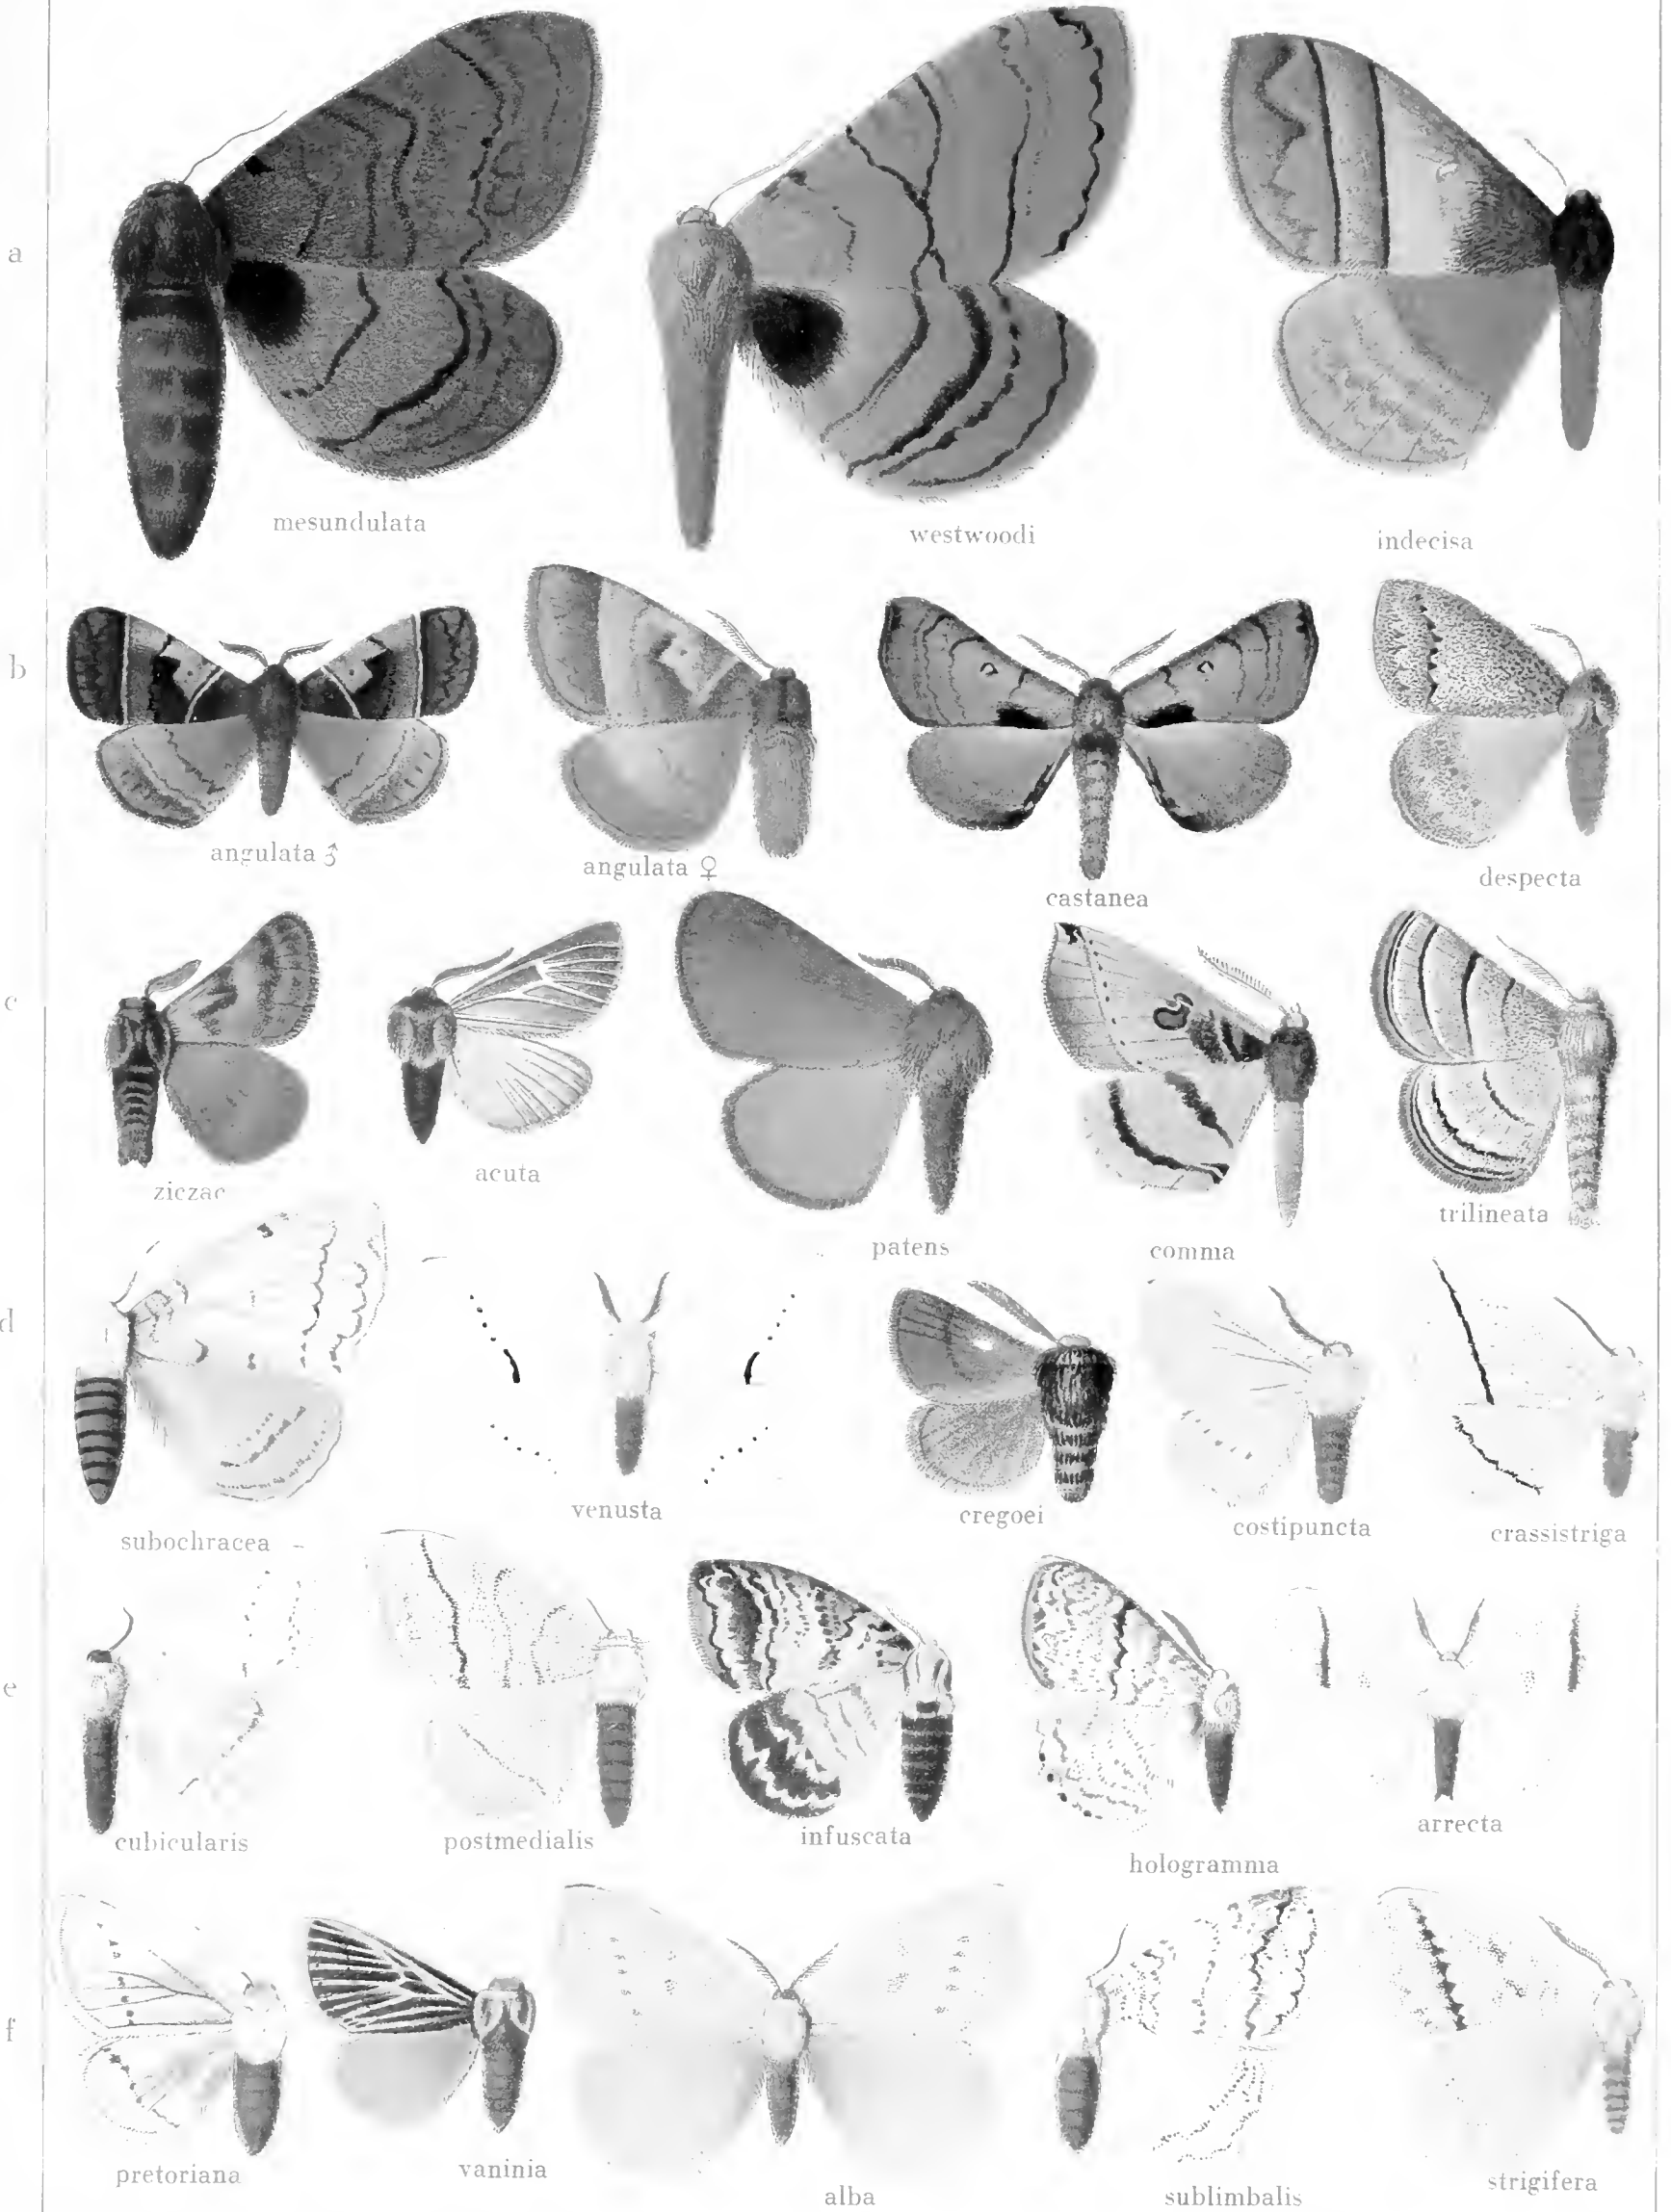 a
mesundulata
westwoodi
indecisa
b
angulata ♂
angulata ♀
castanea
despecta
c
ziczac
acuta
patens
comma
trilineata
d
subochracea
venusta
cregoei
costipuncta
crassistriga
e
cubicularis
postmedialis
infuscata
hologramma
arrecta
f
pretoriana
vaninia
alba
sublimbalis
strigifera